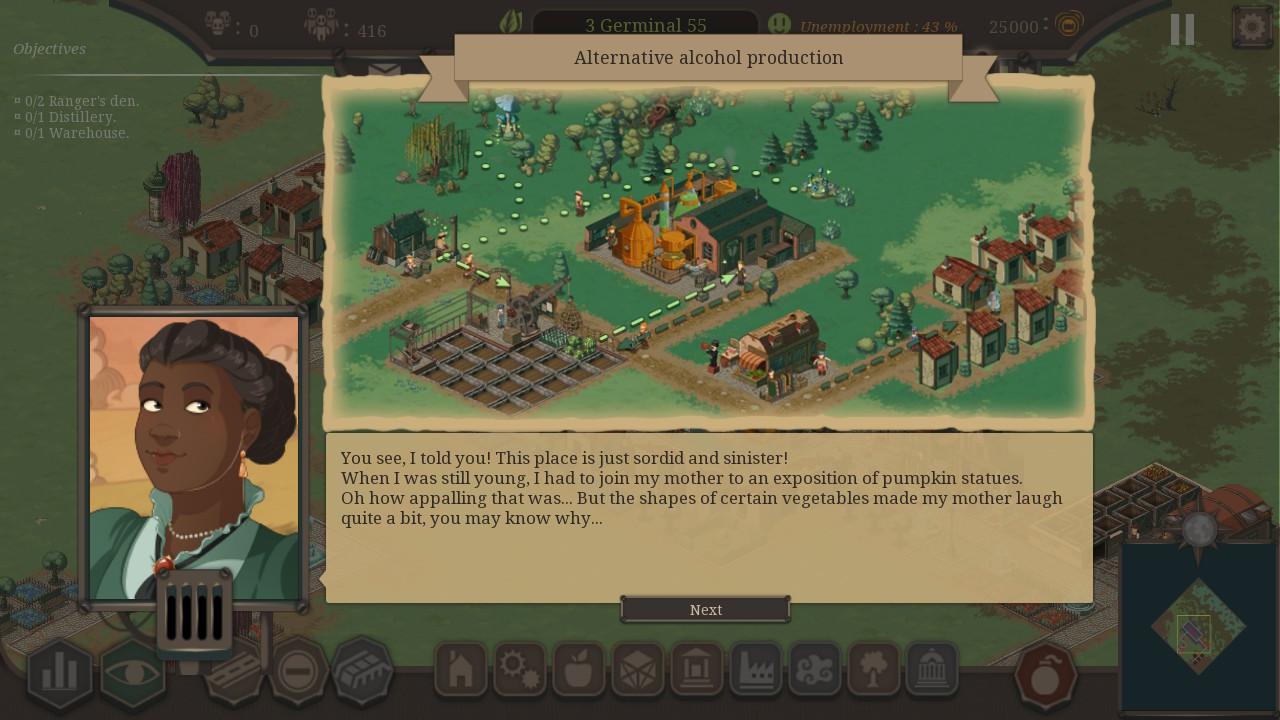 : 0
: 416
3 Germinal 55
Unemployment : 43 %
25000 :
Objectives
¤ 0/2 Ranger's den.
¤ 0/1 Distillery.
¤ 0/1 Warehouse.
Alternative alcohol production
You see, I told you! This place is just sordid and sinister!
When I was still young, I had to join my mother to an exposition of pumpkin statues.
Oh how appalling that was... But the shapes of certain vegetables made my mother laugh
quite a bit, you may know why...
Next